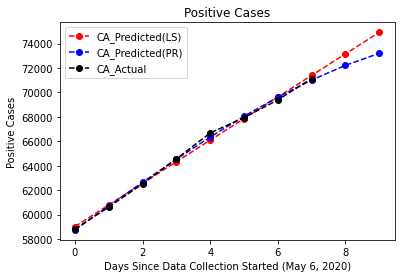 Positive Cases
CA_Predicted(LS)
CA_Predicted(PR)
CA_Actual
Positive Cases
74000
72000
70000
68000
66000
64000
62000
60000
58000
0 2 4 6 8
Days Since Data Collection Started (May 6, 2020)